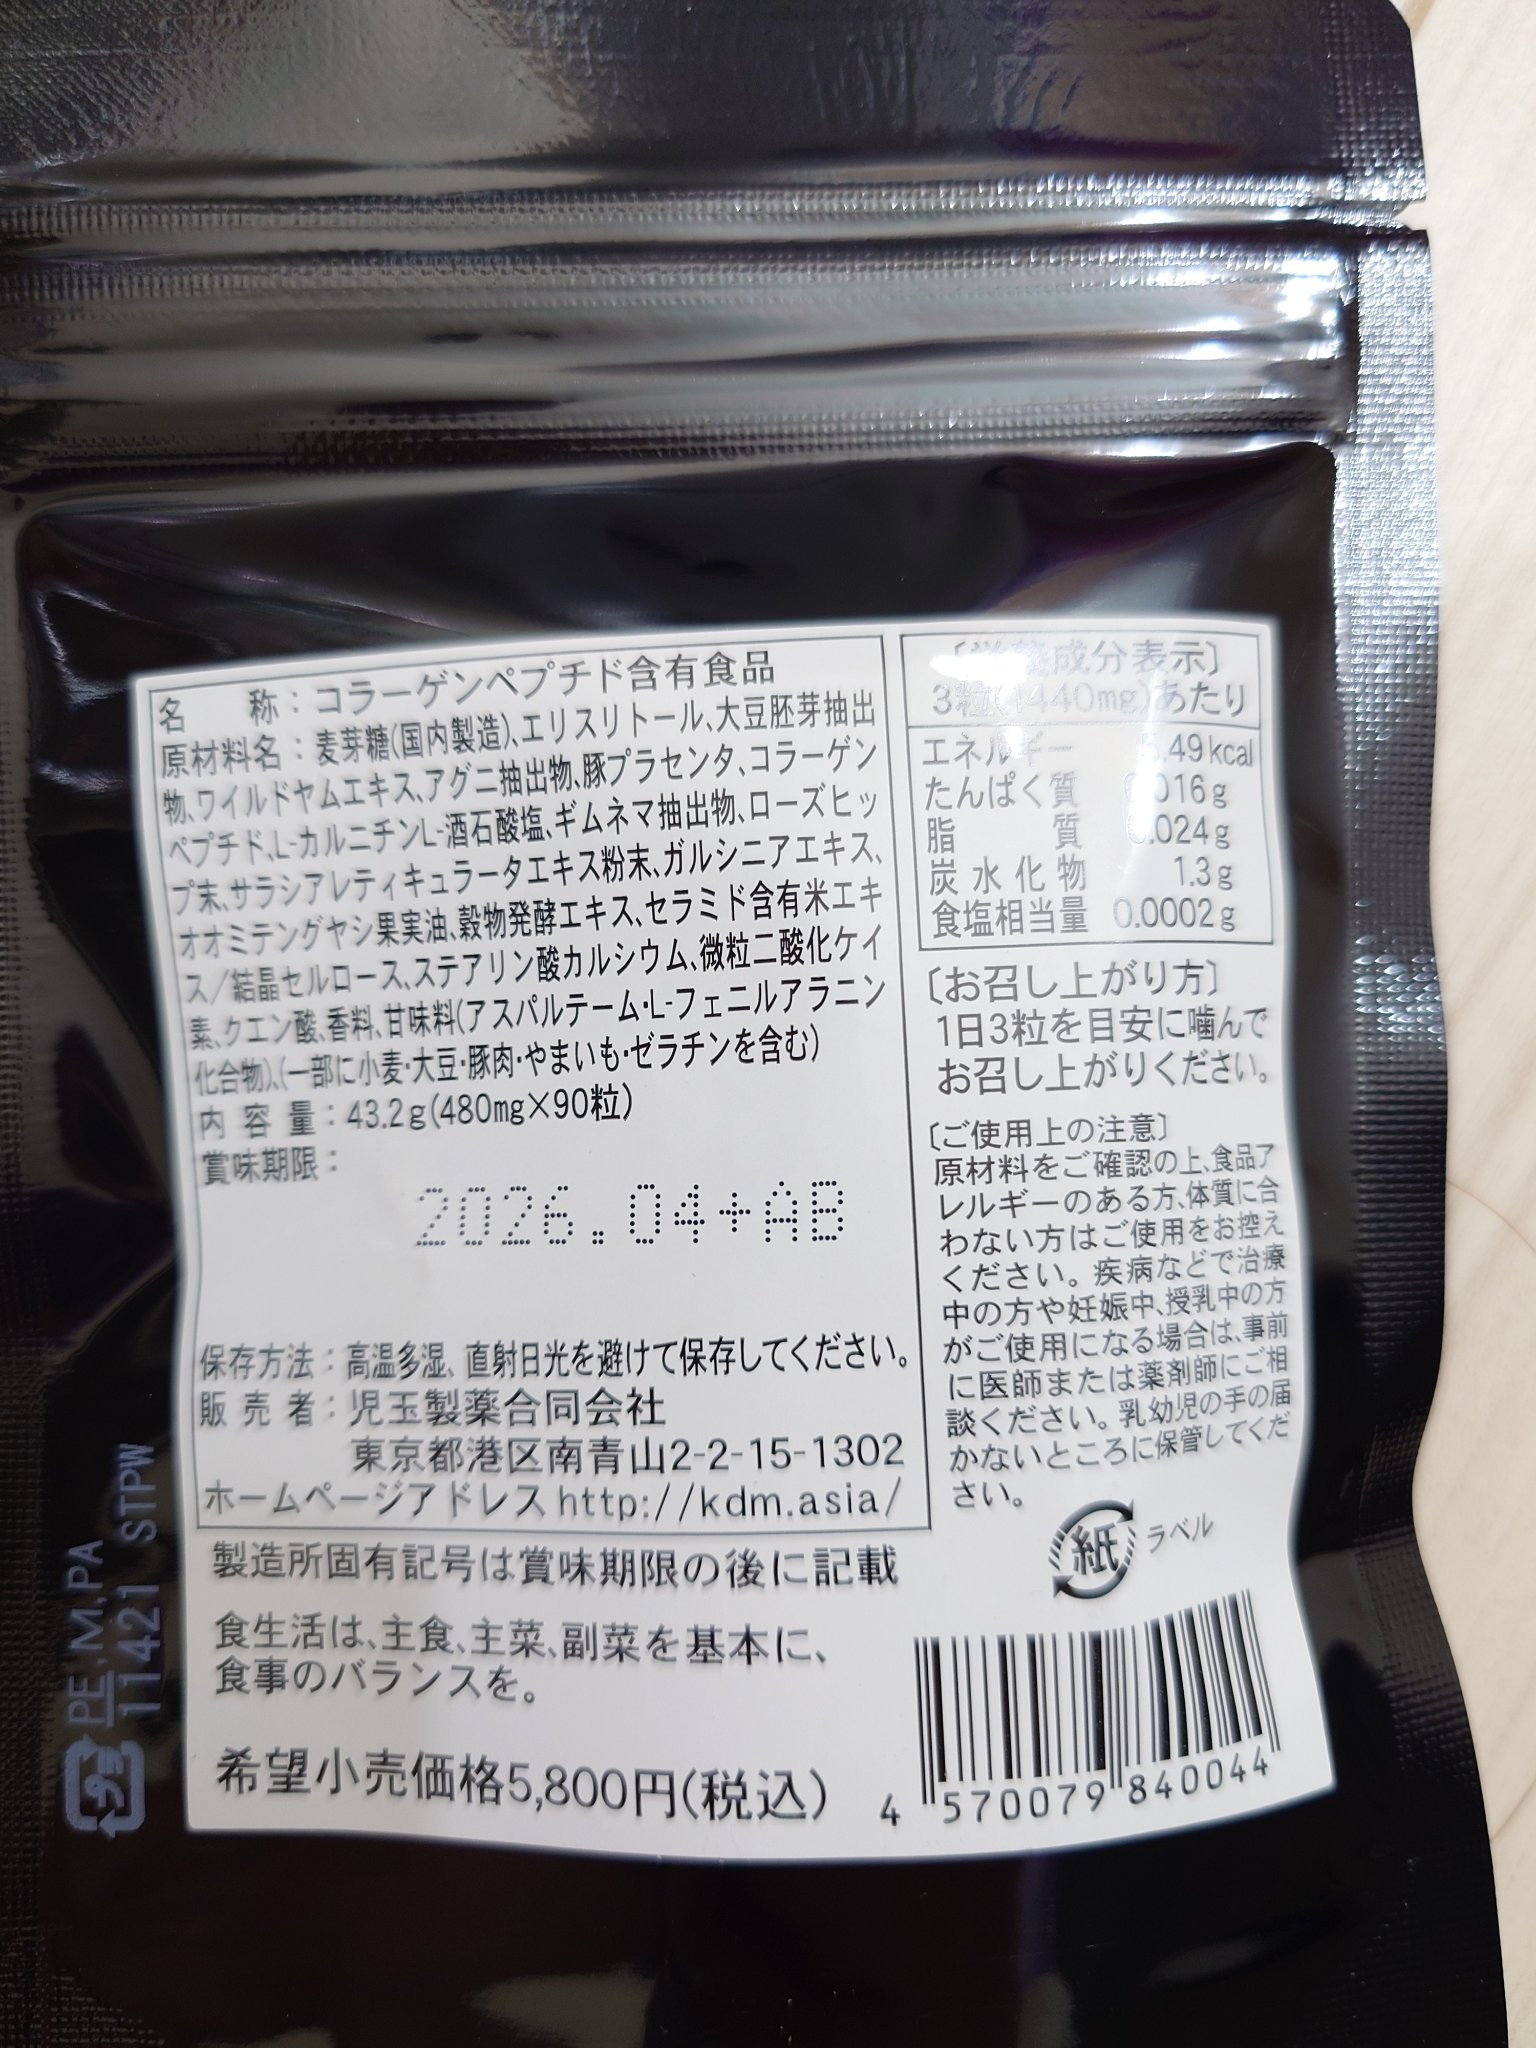 名　　称：コラーゲンペプチド含有食品
原材料名：麦芽糖(国内製造)、エリスリトール、大豆胚芽抽出
物、ワイルドヤムエキス、アグニ抽出物、豚プラセンタ、コラーゲン
ペプチド、L-カルニチンL-酒石酸塩、ギムネマ抽出物、ローズヒッ
プ末、サラシアレティキュラータエキス粉末、ガルシニアエキス、
オオミテングヤシ果実油、穀物発酵エキス、セラミド含有米エキ
ス/結晶セルロース、ステアリン酸カルシウム、微粒二酸化ケイ
素、クエン酸、香料、甘味料(アスパルテーム・L-フェニルアラニン
化合物)、(一部に小麦・大豆・豚肉・やまいも・ゼラチンを含む)
内容量：43.2g(480mg×90粒)
賞味期限：
2026.04+AB
保存方法：高温多湿、直射日光を避けて保存してください。
販売者：児玉製薬合同会社
東京都港区南青山2-2-15-1302
ホームページアドレス http://kdm.asia/
製造所固有記号は賞味期限の後に記載
食生活は、主食、主菜、副菜を基本に、
食事のバランスを。
希望小売価格5,800円(税込)
成分表示〕
3粒(1440mg)あたり
エネルギー .49kcal
たんぱく質 016g
脂質 .024g
炭水化物 1.3g
食塩相当量 0.0002g
〔お召し上がり方〕
1日3粒を目安に噛んで
お召し上がりください。
〔ご使用上の注意〕
原材料をご確認の上、食品ア
レルギーのある方、体質に合
わない方はご使用をお控え
ください。疾病などで治療
中の方や妊娠中、授乳中の方
がご使用になる場合は、事前
に医師または薬剤師にご相
談ください。乳幼児の手の届
かないところに保管してくだ
さい。
紙 ラベル
4 570079 840044
プラ PE,M,PA
11421 STPW